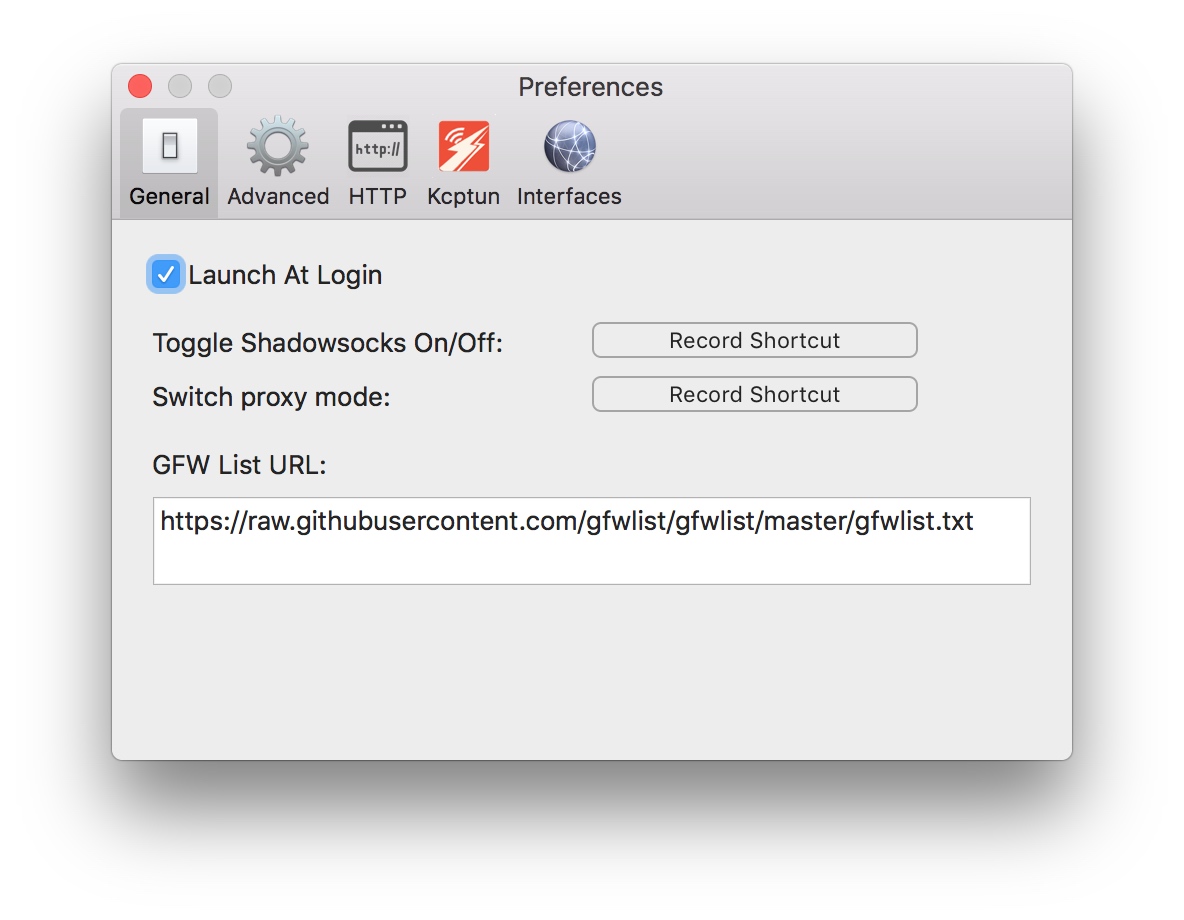 Preferences
General Advanced HTTP Kcptun Interfaces
http://
Launch At Login
Toggle Shadowsocks On/Off: Record Shortcut
Switch proxy mode: Record Shortcut
GFW List URL:
https://raw.githubusercontent.com/gfwlist/gfwlist/master/gfwlist.txt